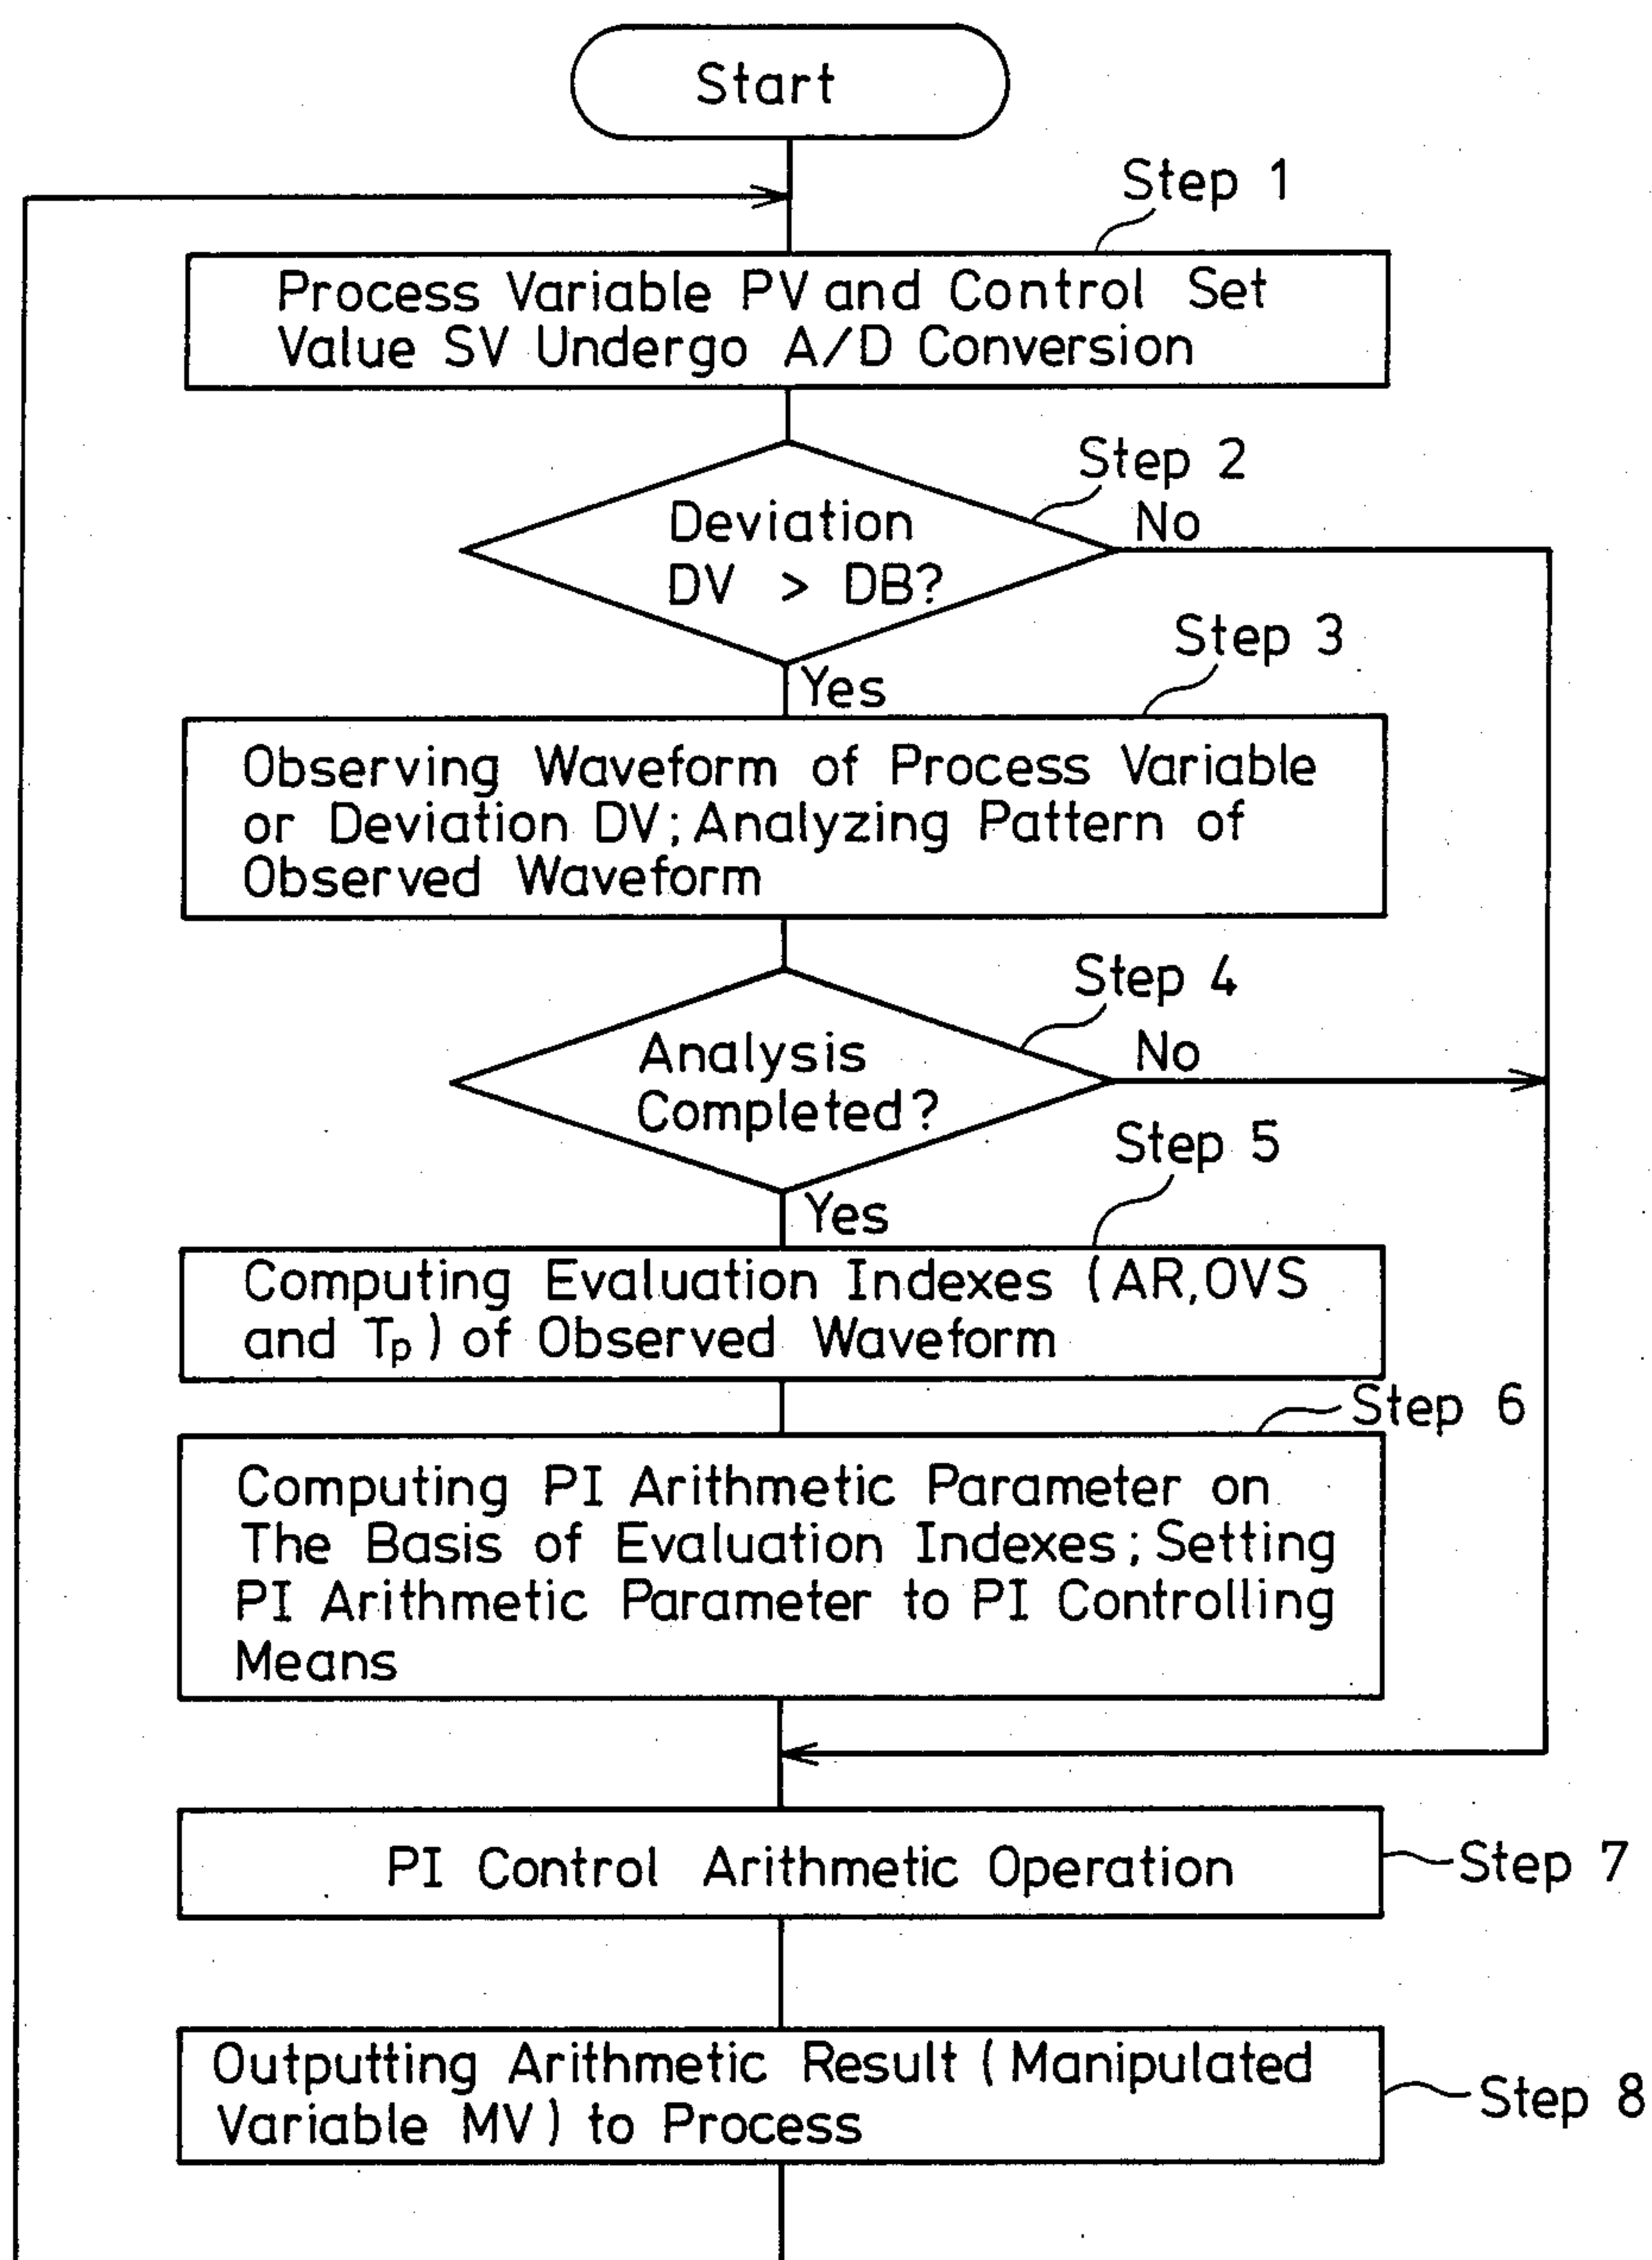 Start
Step 1
Process Variable PV and Control Set
Value SV Undergo A/D Conversion
Step 2
Deviation
DV > DB?
No
Yes
Step 3
Observing Waveform of Process Variable
or Deviation DV; Analyzing Pattern of
Observed Waveform
Step 4
Analysis
Completed?
No
Yes
Step 5
Computing Evaluation Indexes (AR, OVS
and Tp) of Observed Waveform
Step 6
Computing PI Arithmetic Parameter on
The Basis of Evaluation Indexes; Setting
PI Arithmetic Parameter to PI Controlling
Means
PI Control Arithmetic Operation
Step 7
Outputting Arithmetic Result (Manipulated
Variable MV) to Process
Step 8